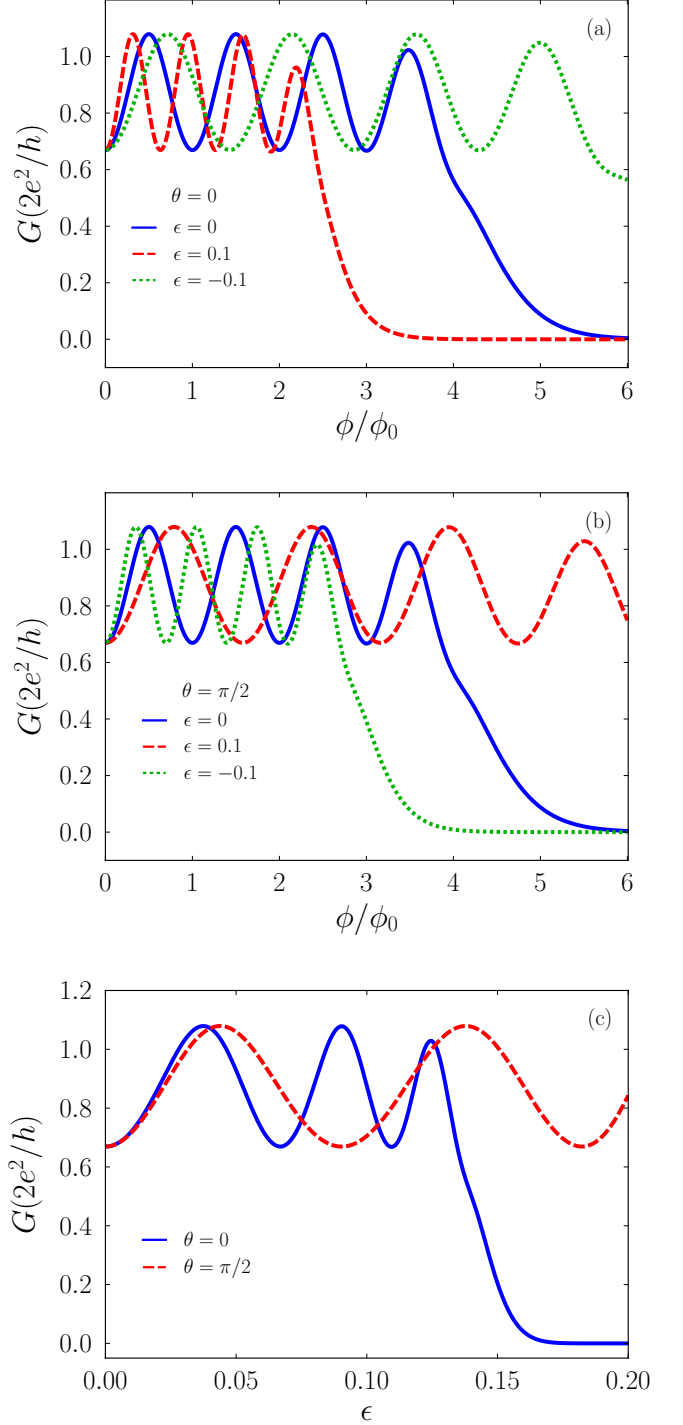 (a)
G(2e²/h)
1.0
0.8
0.6
0.4
0.2
0.0
θ = 0
ϵ = 0
ϵ = 0.1
ϵ = −0.1
0 1 2 3 4 5 6
ϕ/ϕ₀
(b)
G(2e²/h)
1.0
0.8
0.6
0.4
0.2
0.0
θ = π/2
ϵ = 0
ϵ = 0.1
ϵ = −0.1
0 1 2 3 4 5 6
ϕ/ϕ₀
(c)
G(2e²/h)
1.2
1.0
0.8
0.6
0.4
0.2
0.0
θ = 0
θ = π/2
0.00 0.05 0.10 0.15 0.20
ϵ